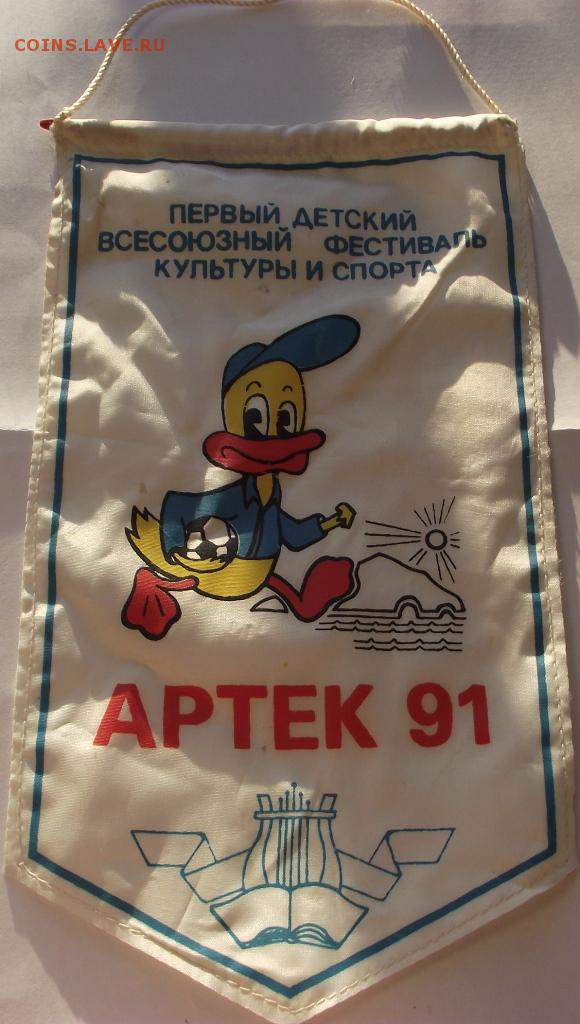 COINS.LAVE.RU
ПЕРВЫЙ ДЕТСКИЙ
ВСЕСОЮЗНЫЙ ФЕСТИВАЛЬ
КУЛЬТУРЫ И СПОРТА
АРТЕК 91